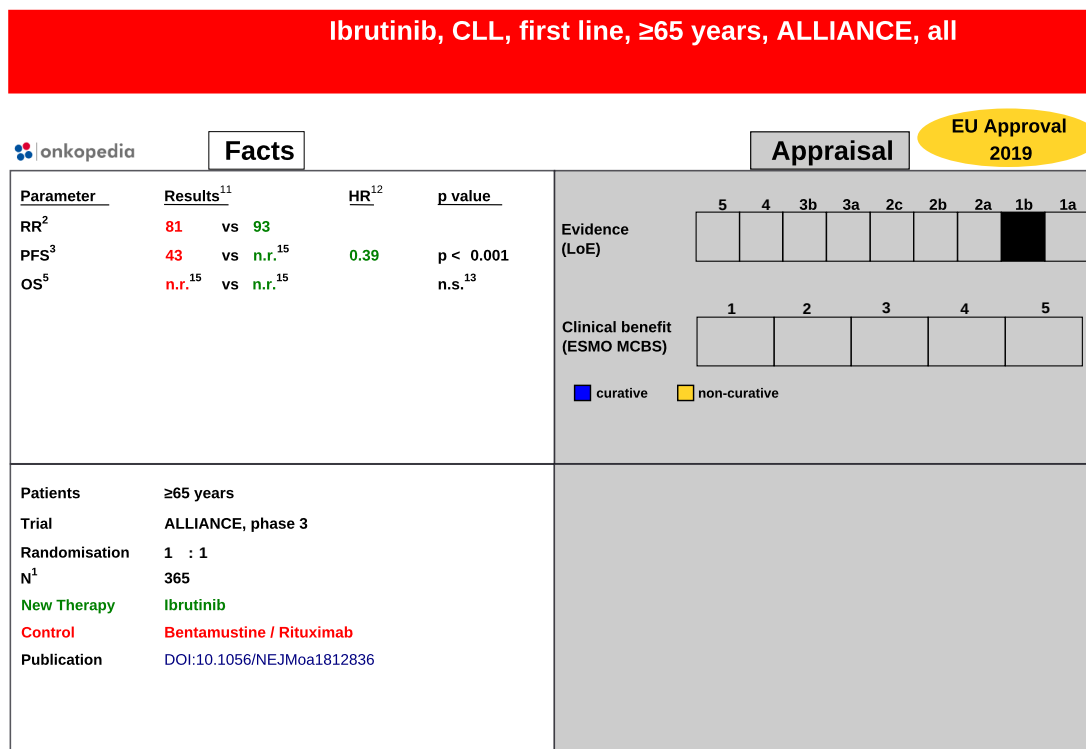 Ibrutinib, CLL, first line, ≥65 years, ALLIANCE, all
onkopedia
Facts
Appraisal
EU Approval
2019
Parameter Results11 HR12 p value
RR2 81 vs 93
PFS3 43 vs n.r.15 0.39 p < 0.001
OS5 n.r.15 vs n.r.15 n.s.13
5 4 3b 3a 2c 2b 2a 1b 1a
Evidence
(LoE)
1 2 3 4 5
Clinical benefit
(ESMO MCBS)
curative non-curative
Patients ≥65 years
Trial ALLIANCE, phase 3
Randomisation 1 : 1
N1 365
New Therapy Ibrutinib
Control Bentamustine / Rituximab
Publication DOI:10.1056/NEJMoa1812836